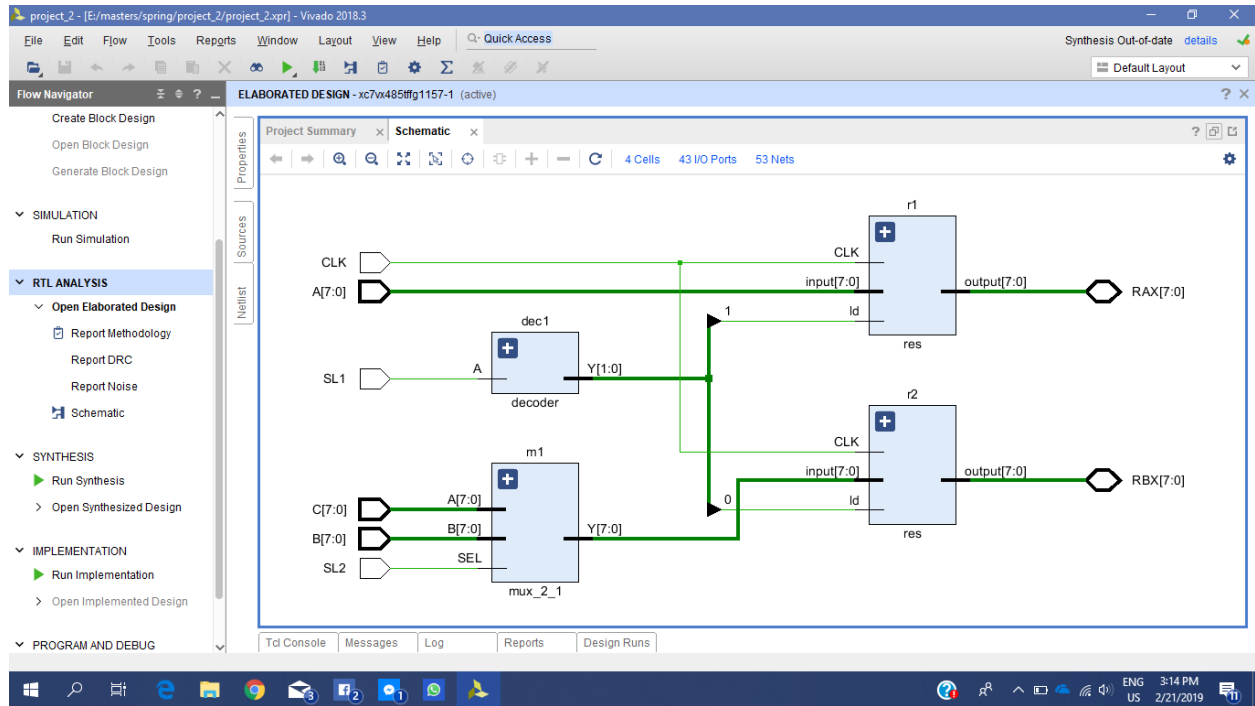 project_2 - [E:/masters/spring/project_2/project_2.xpr] - Vivado 2018.3
File Edit Flow Tools Reports Window Layout View Help Quick Access
Synthesis Out-of-date details
Default Layout
Flow Navigator
ELABORATED DESIGN - xc7vx485tffg1157-1 (active)
Create Block Design
Open Block Design
Generate Block Design
SIMULATION
Run Simulation
RTL ANALYSIS
Open Elaborated Design
Report Methodology
Report DRC
Report Noise
Schematic
SYNTHESIS
Run Synthesis
Open Synthesized Design
IMPLEMENTATION
Run Implementation
Open Implemented Design
PROGRAM AND DEBUG
Properties
Sources
Netlist
Project Summary Schematic
4 Cells 43 I/O Ports 53 Nets
r1
CLK
CLK
A[7:0]
input[7:0]
output[7:0]
RAX[7:0]
1
ld
res
dec1
SL1
A
Y[1:0]
decoder
r2
CLK
input[7:0]
output[7:0]
RBX[7:0]
0
ld
res
m1
C[7:0]
A[7:0]
B[7:0]
B[7:0]
Y[7:0]
SL2
SEL
mux_2_1
Tcl Console Messages Log Reports Design Runs
3
2
1
ENG
US
3:14 PM
2/21/2019
11